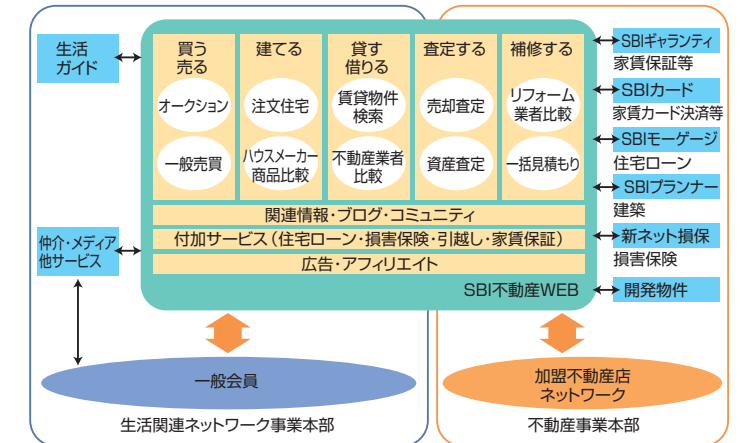 生活
ガイド
買う
売る
建てる
貸す
借りる
査定する
補修する
オークション
注文住宅
賃貸物件
検索
売却査定
リフォーム
業者比較
一般売買
ハウスメーカー
商品比較
不動産業者
比較
資産査定
一括見積もり
関連情報・ブログ・コミュニティ
付加サービス（住宅ローン・損害保険・引越し・家賃保証）
広告・アフィリエイト
SBI不動産WEB
仲介・メディア
他サービス
SBIギャランティ
家賃保証等
SBIカード
家賃カード決済等
SBIモーゲージ
住宅ローン
SBIプランナー
建築
新ネット損保
損害保険
開発物件
一般会員
生活関連ネットワーク事業本部
加盟不動産店
ネットワーク
不動産事業本部